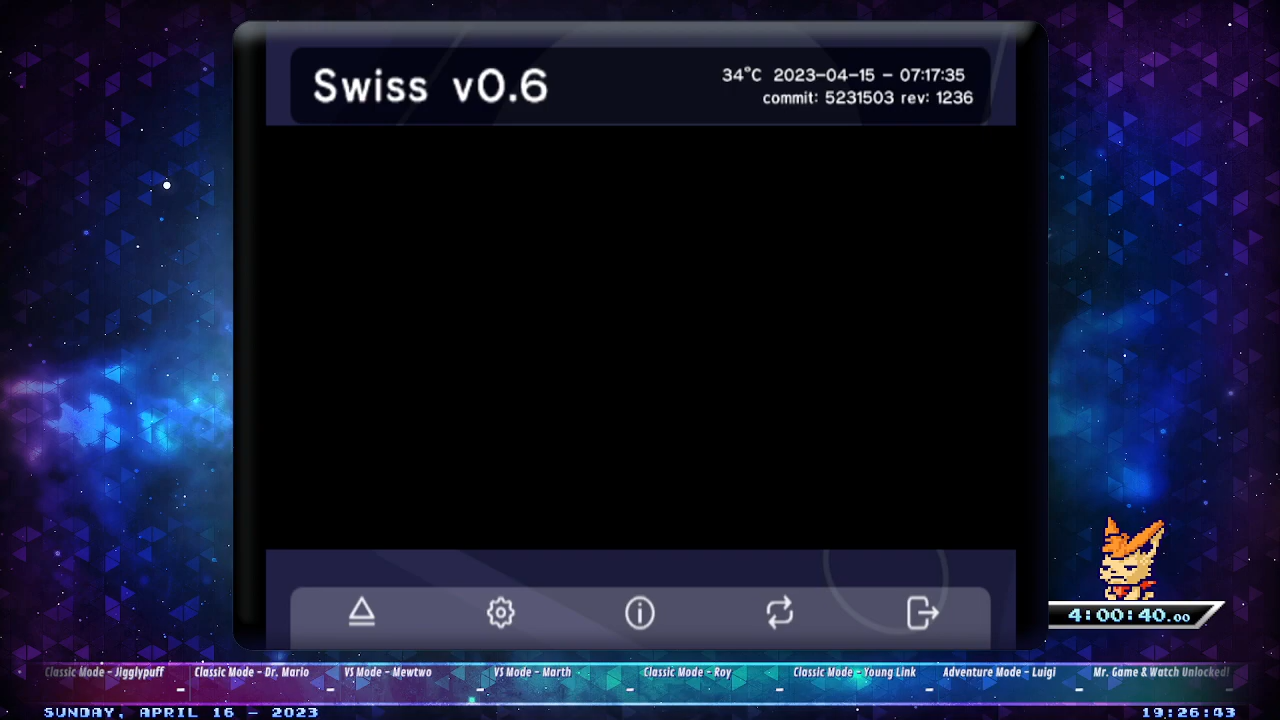 Swiss v0.6
34°C 2023-04-15 - 07:17:35
commit: 5231503 rev: 1236
4:00:40.00
Classic Mode - Jigglypuff
Classic Mode - Dr. Mario
VS Mode - Mewtwo
VS Mode - Marth
Classic Mode - Roy
Classic Mode - Young Link
Adventure Mode - Luigi
Mr. Game & Watch Unlocked!
SUNDAY, APRIL 16 - 2023
19:26:43